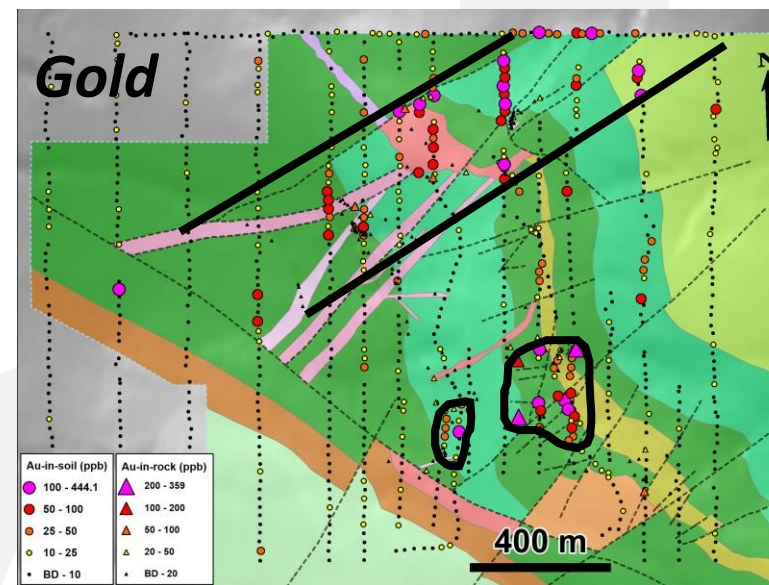 Gold
N
Au-in-soil (ppb)
100 - 444.1
50 - 100
25 - 50
10 - 25
BD - 10
Au-in-rock (ppb)
200 - 359
100 - 200
50 - 100
20 - 50
BD - 20
400 m